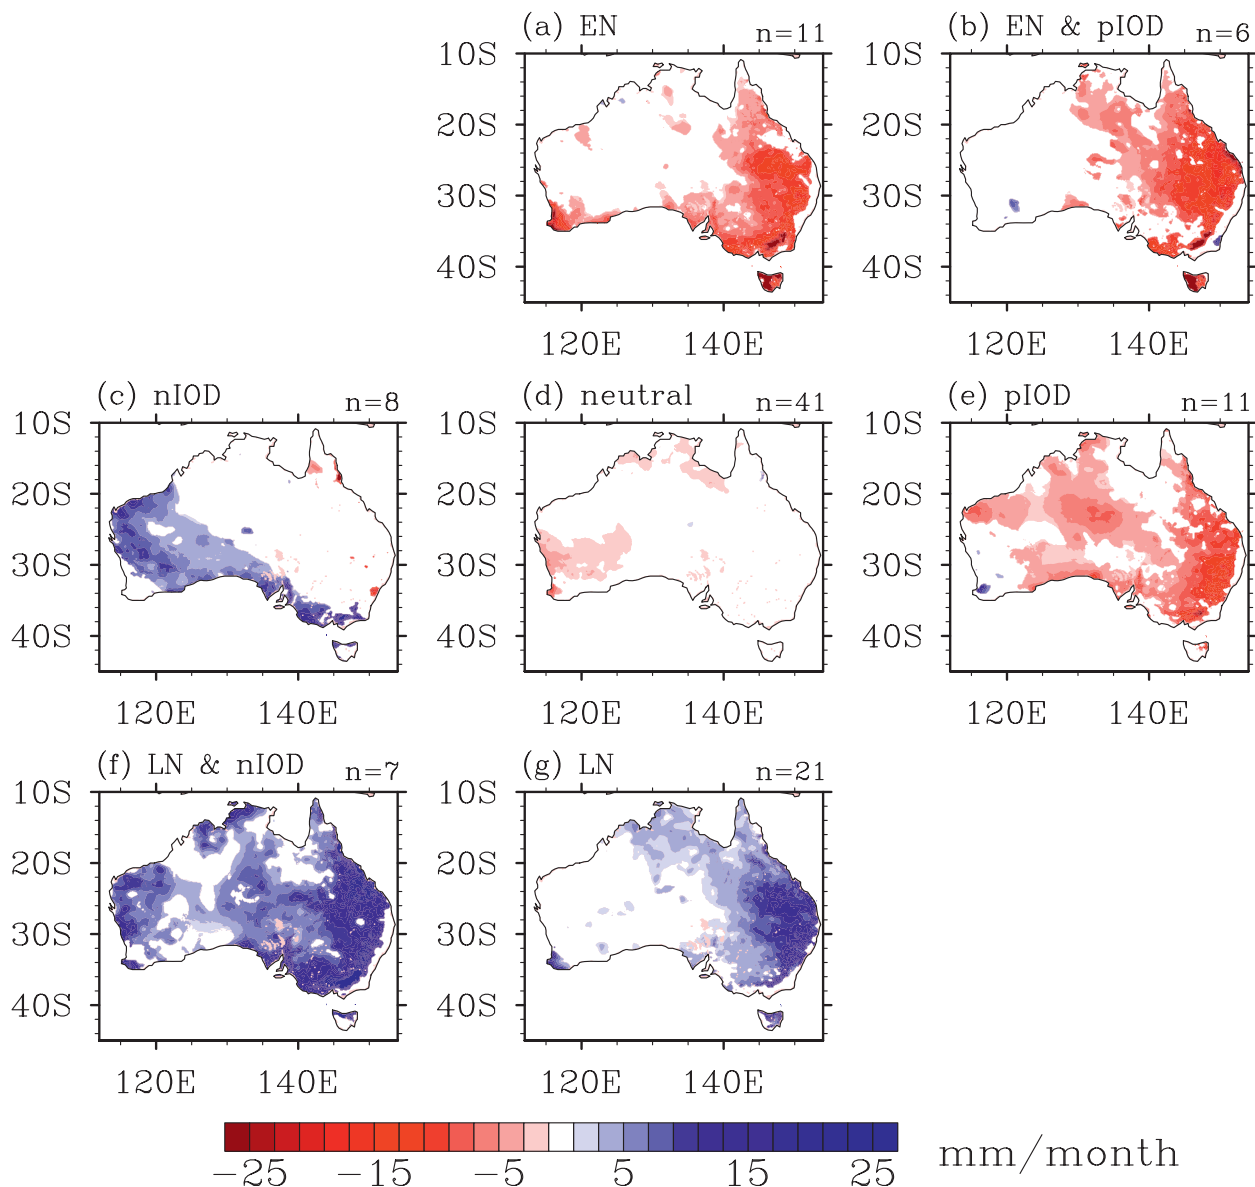 (a) EN n=11
(b) EN & pIOD n=6
10S
20S
30S
40S
120E 140E
10S
20S
30S
40S
120E 140E
(c) nIOD n=8
(d) neutral n=41
(e) pIOD n=11
10S
20S
30S
40S
120E 140E
10S
20S
30S
40S
120E 140E
10S
20S
30S
40S
120E 140E
(f) LN & nIOD n=7
(g) LN n=21
10S
20S
30S
40S
120E 140E
10S
20S
30S
40S
120E 140E
−25 −15 −5 5 15 25 mm/month